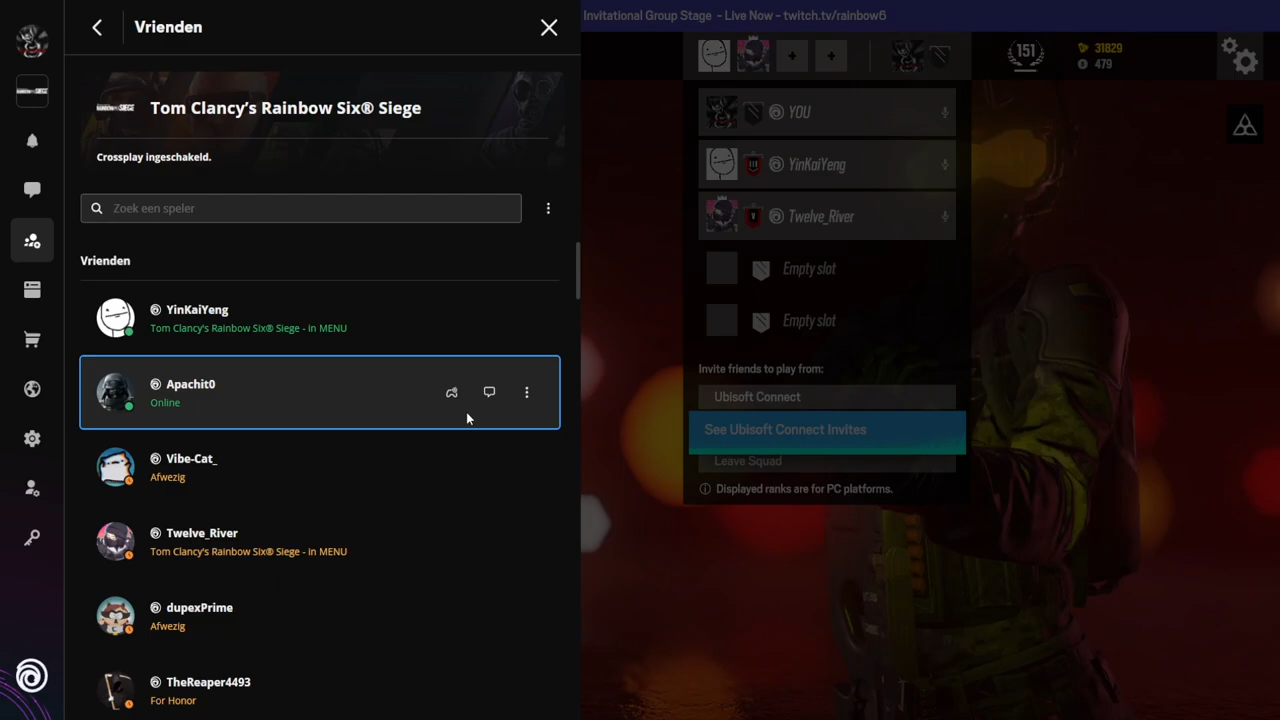 Vrienden
Tom Clancy's Rainbow Six® Siege
Crossplay ingeschakeld.
Zoek een speler
Vrienden
YinKaiYeng
Tom Clancy's Rainbow Six® Siege - in MENU
Apachit0
Online
Vibe-Cat_
Afwezig
Twelve_River
Tom Clancy's Rainbow Six® Siege - in MENU
dupexPrime
Afwezig
TheReaper4493
For Honor
Invitational Group Stage - Live Now - twitch.tv/rainbow6
151
31829
479
YOU
YinKaiYeng
Twelve_River
Empty slot
Empty slot
Invite friends to play from:
Ubisoft Connect
See Ubisoft Connect Invites
Leave Squad
Displayed ranks are for PC platforms.